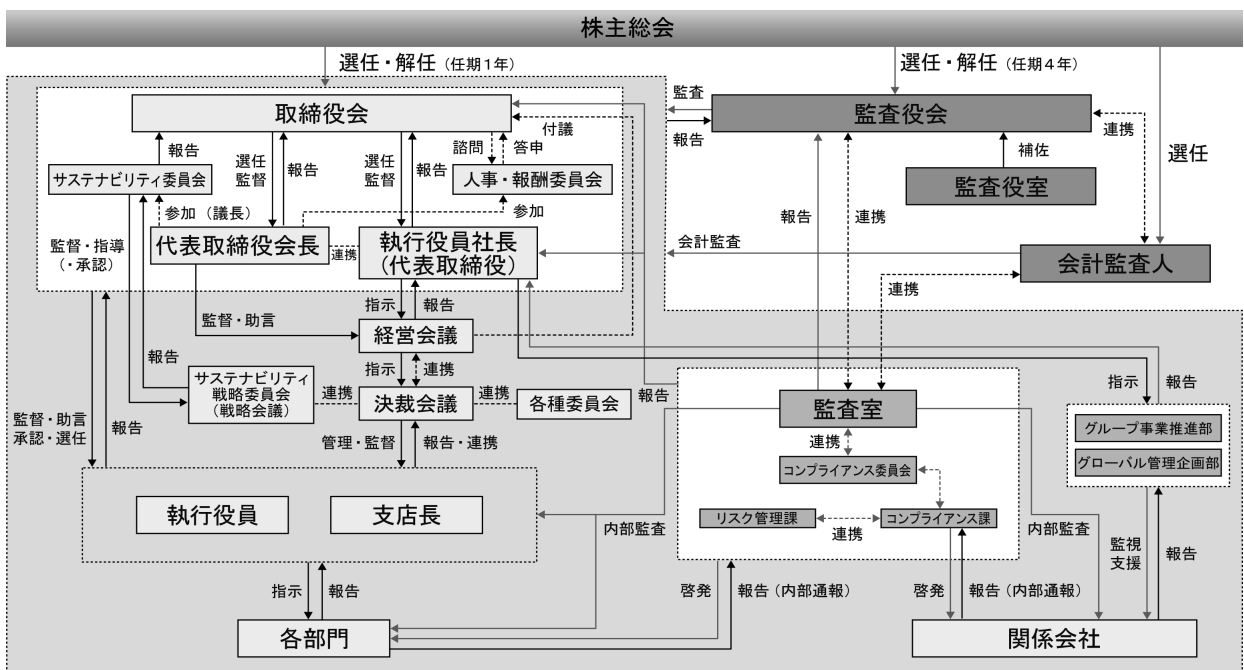 株主総会
選任・解任（任期1年）
選任・解任（任期4年）
取締役会
監査
報告
監査役会
連携
選任
付議
報告
選任
監督
報告
選任
監督
報告
諮問
答申
補佐
サステナビリティ委員会
人事・報酬委員会
監査役室
参加（議長）
参加
報告
連携
監督・指導
（・承認）
代表取締役会長
連携
執行役員社長
（代表取締役）
会計監査
会計監査人
連携
指示
報告
監督・助言
経営会議
報告
指示
連携
サステナビリティ
戦略委員会
（戦略会議）
連携
決裁会議
連携
各種委員会
報告
指示
報告
監督・助言
承認・選任
報告
管理・監督
報告・連携
監査室
連携
グループ事業推進部
グローバル管理企画部
コンプライアンス委員会
執行役員
支店長
内部監査
リスク管理課
連携
コンプライアンス課
内部監査
監視
支援
報告
指示
報告
啓発
報告（内部通報）
啓発
報告（内部通報）
各部門
関係会社